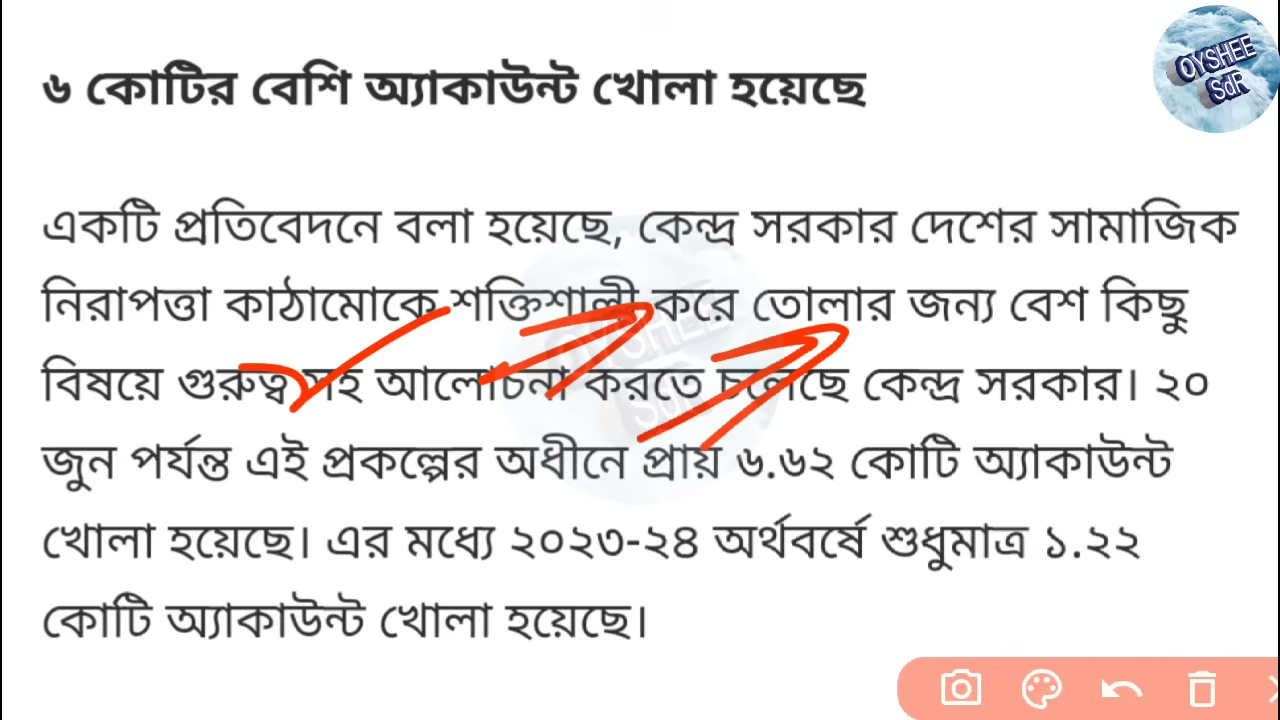 ৬ কোটির বেশি অ্যাকাউন্ট খোলা হয়েছে
OYSHEE
SdR
একটি প্রতিবেদনে বলা হয়েছে, কেন্দ্র সরকার দেশের সামাজিক
নিরাপত্তা কাঠামোকে শক্তিশালী করে তোলার জন্য বেশ কিছু
বিষয়ে গুরুত্ব সহ আলোচনা করতে চলেছে কেন্দ্র সরকার। ২০
জুন পর্যন্ত এই প্রকল্পের অধীনে প্রায় ৬.৬২ কোটি অ্যাকাউন্ট
খোলা হয়েছে। এর মধ্যে ২০২৩-২৪ অর্থবর্ষে শুধুমাত্র ১.২২
কোটি অ্যাকাউন্ট খোলা হয়েছে।
OYSHEE
SdR